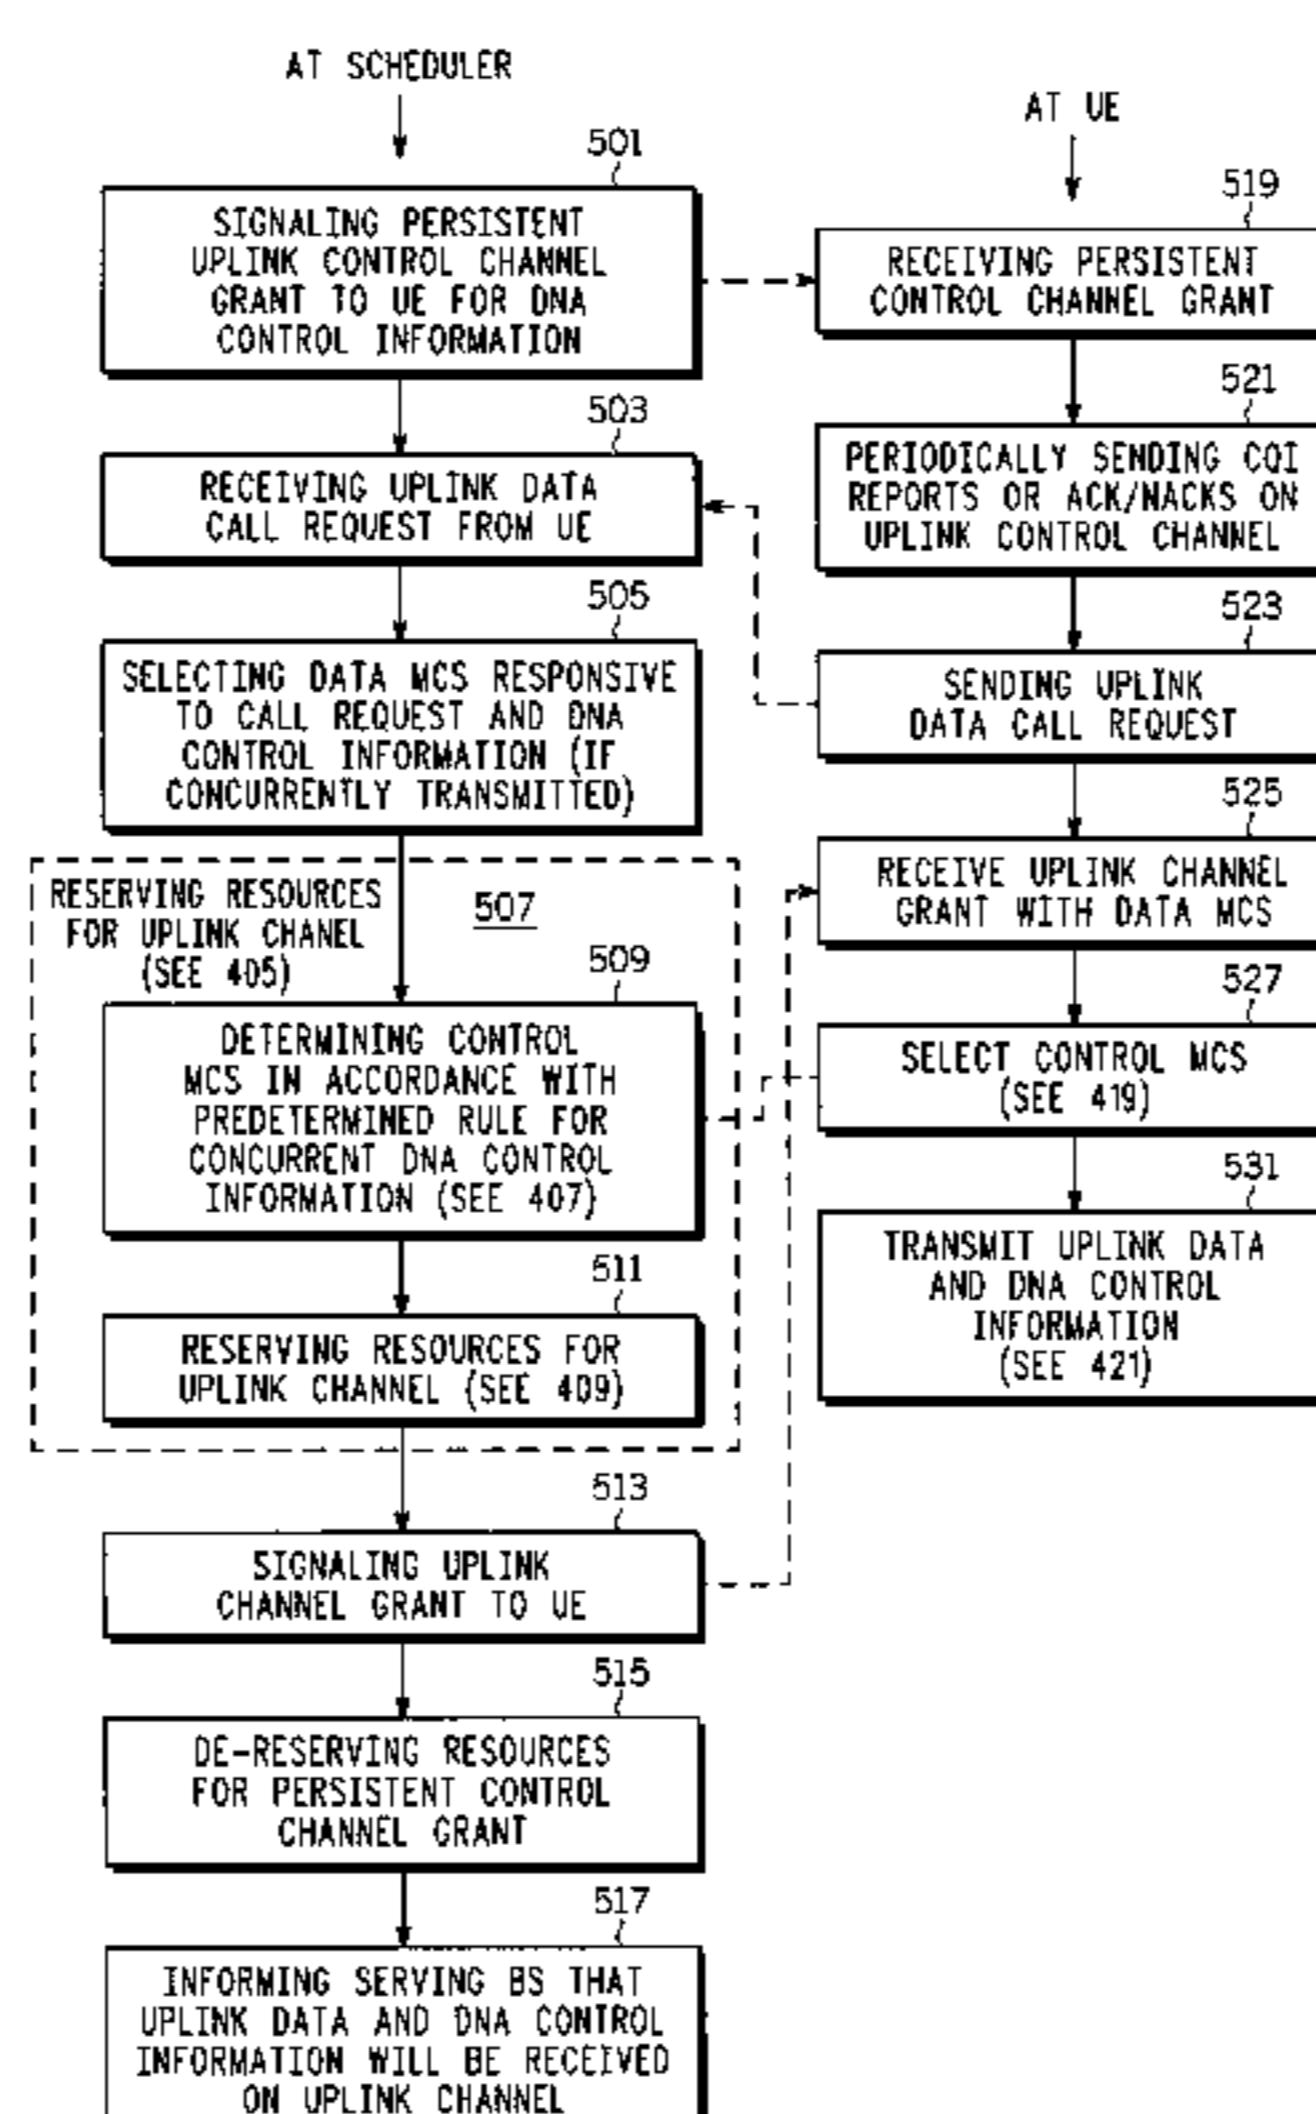 AT SCHEDULER
501
SIGNALING PERSISTENT
UPLINK CONTROL CHANNEL
GRANT TO UE FOR DNA
CONTROL INFORMATION
503
RECEIVING UPLINK DATA
CALL REQUEST FROM UE
505
SELECTING DATA MCS RESPONSIVE
TO CALL REQUEST AND DNA
CONTROL INFORMATION (IF
CONCURRENTLY TRANSMITTED)
RESERVING RESOURCES
FOR UPLINK CHANEL
(SEE 405)
507
509
DETERMINING CONTROL
MCS IN ACCORDANCE WITH
PREDETERMINED RULE FOR
CONCURRENT DNA CONTROL
INFORMATION (SEE 407)
511
RESERVING RESOURCES FOR
UPLINK CHANNEL (SEE 409)
513
SIGNALING UPLINK
CHANNEL GRANT TO UE
515
DE-RESERVING RESOURCES
FOR PERSISTENT CONTROL
CHANNEL GRANT
517
INFORMING SERVING BS THAT
UPLINK DATA AND DNA CONTROL
INFORMATION WILL BE RECEIVED
ON UPLINK CHANNEL
AT UE
519
RECEIVING PERSISTENT
CONTROL CHANNEL GRANT
521
PERIODICALLY SENDING CQI
REPORTS OR ACK/NACKS ON
UPLINK CONTROL CHANNEL
523
SENDING UPLINK
DATA CALL REQUEST
525
RECEIVE UPLINK CHANNEL
GRANT WITH DATA MCS
527
SELECT CONTROL MCS
(SEE 419)
531
TRANSMIT UPLINK DATA
AND DNA CONTROL
INFORMATION
(SEE 421)